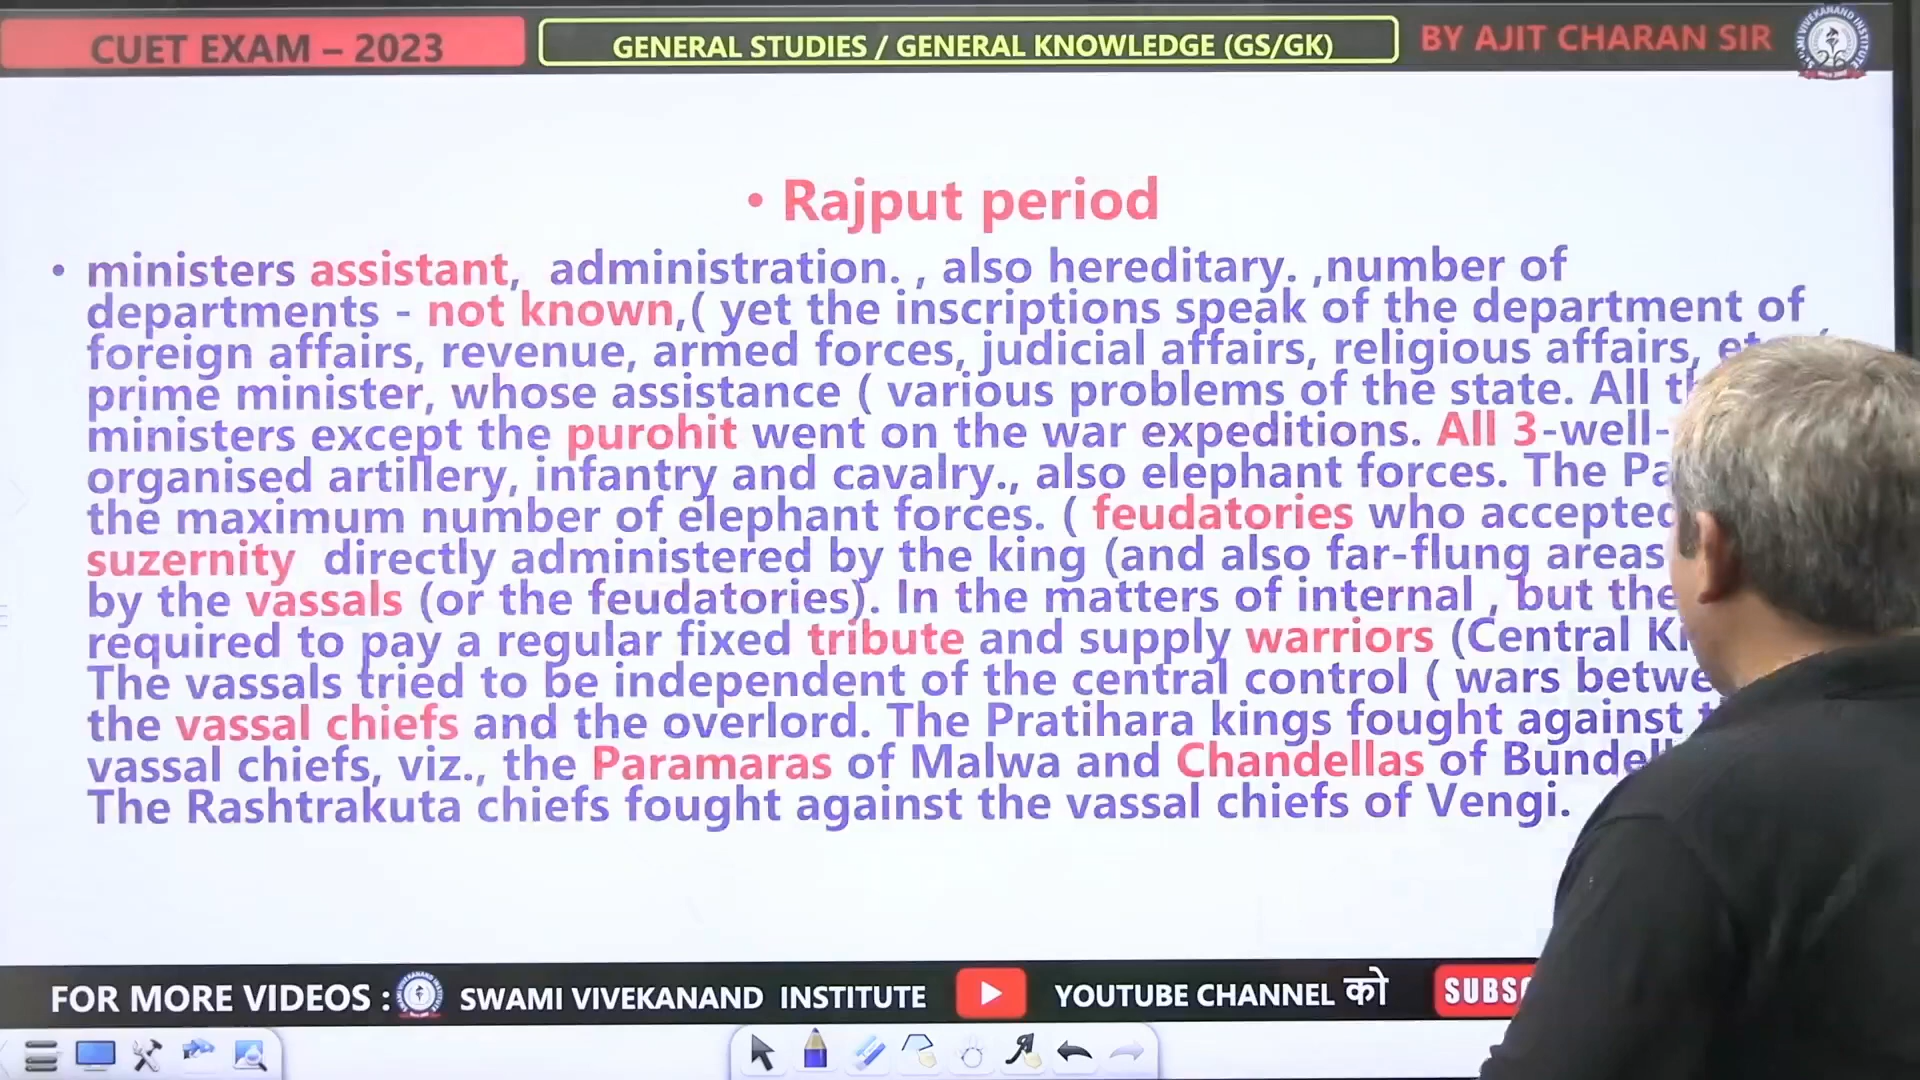 CUET EXAM – 2023
GENERAL STUDIES / GENERAL KNOWLEDGE (GS/GK)
BY AJIT CHARAN SIR
• Rajput period
• ministers assistant, administration. , also hereditary. ,number of
departments - not known,( yet the inscriptions speak of the department of
foreign affairs, revenue, armed forces, judicial affairs, religious affairs,
prime minister, whose assistance ( various problems of the state. All
ministers except the purohit went on the war expeditions. All 3-well-
organised artillery, infantry and cavalry., also elephant forces. The
the maximum number of elephant forces. ( feudatories who accepted
suzernity directly administered by the king (and also far-flung areas
by the vassals (or the feudatories). In the matters of internal , but
required to pay a regular fixed tribute and supply warriors (Central
The vassals tried to be independent of the central control ( wars
the vassal chiefs and the overlord. The Pratihara kings fought against
vassal chiefs, viz., the Paramaras of Malwa and Chandellas of
The Rashtrakuta chiefs fought against the vassal chiefs of Vengi.
FOR MORE VIDEOS : SWAMI VIVEKANAND INSTITUTE YOUTUBE CHANNEL को